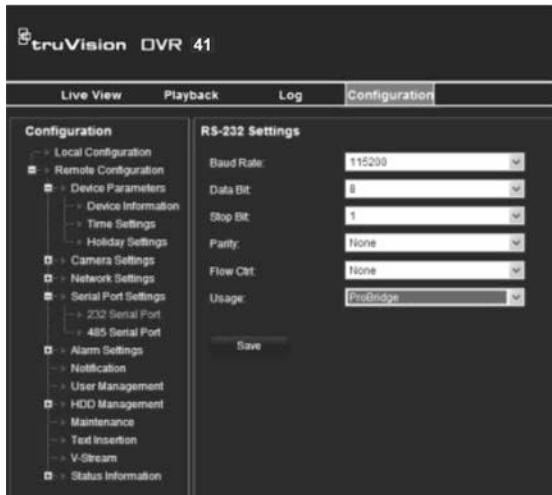 truVision DVR 41
Live View Playback Log Configuration
Configuration
Local Configuration
Remote Configuration
Device Parameters
Device Information
Time Settings
Holiday Settings
Camera Settings
Network Settings
Serial Port Settings
232 Serial Port
485 Serial Port
Alarm Settings
Notification
User Management
HDD Management
Maintenance
Text Insertion
V-Stream
Status Information
RS-232 Settings
Baud Rate: 115200
Data Bit: 8
Stop Bit: 1
Parity: None
Flow Ctrl: None
Usage: ProBridge
Save